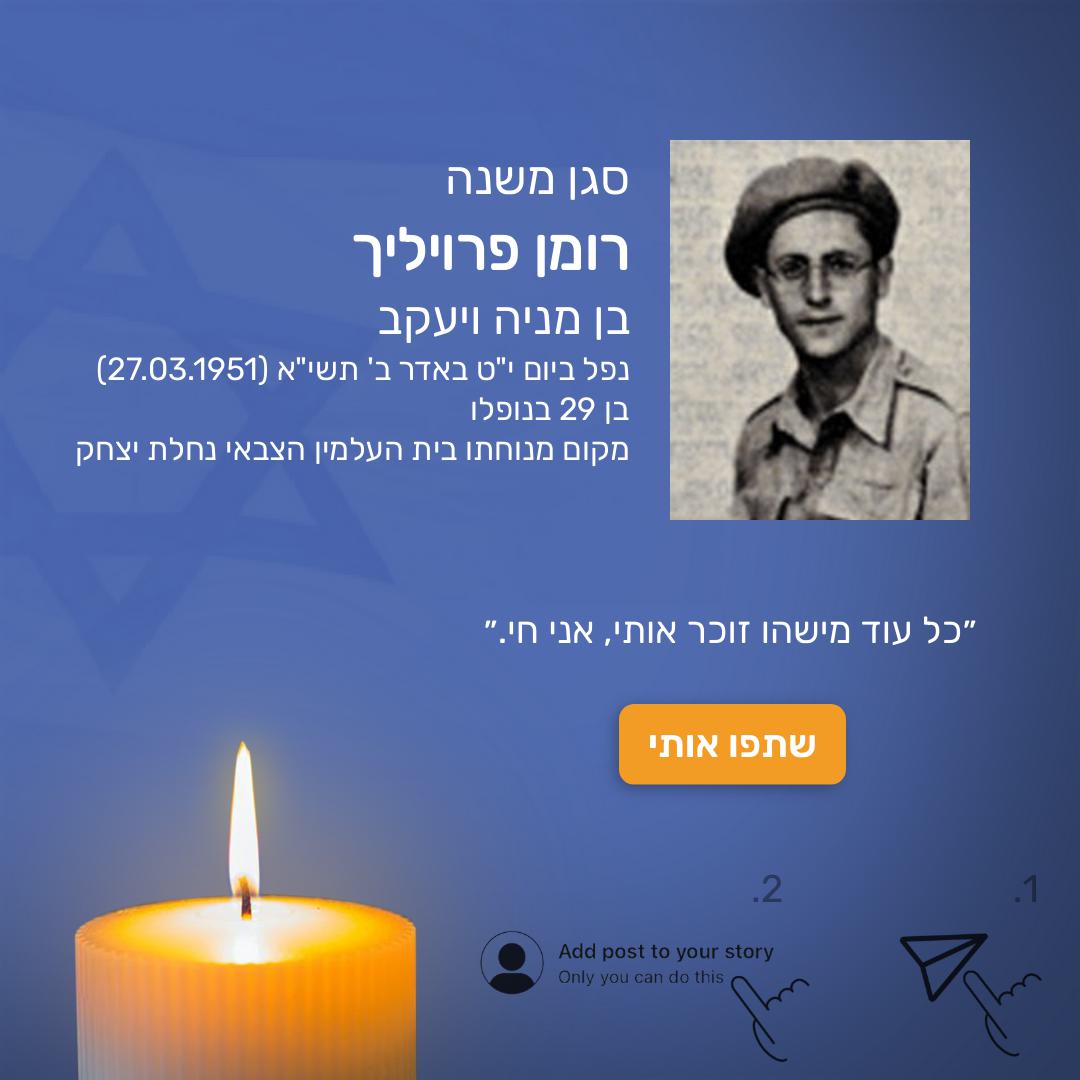 סגן משנה
רומן פרויליך
בן מניה ויעקב
נפל ביום י"ט באדר ב' תשי"א (27.03.1951)
בן 29 בנופלו
מקום מנוחתו בית העלמין הצבאי נחלת יצחק
״כל עוד מישהו זוכר אותי, אני חי.״
שתפו אותי
1.
2.
Add post to your story
Only you can do this